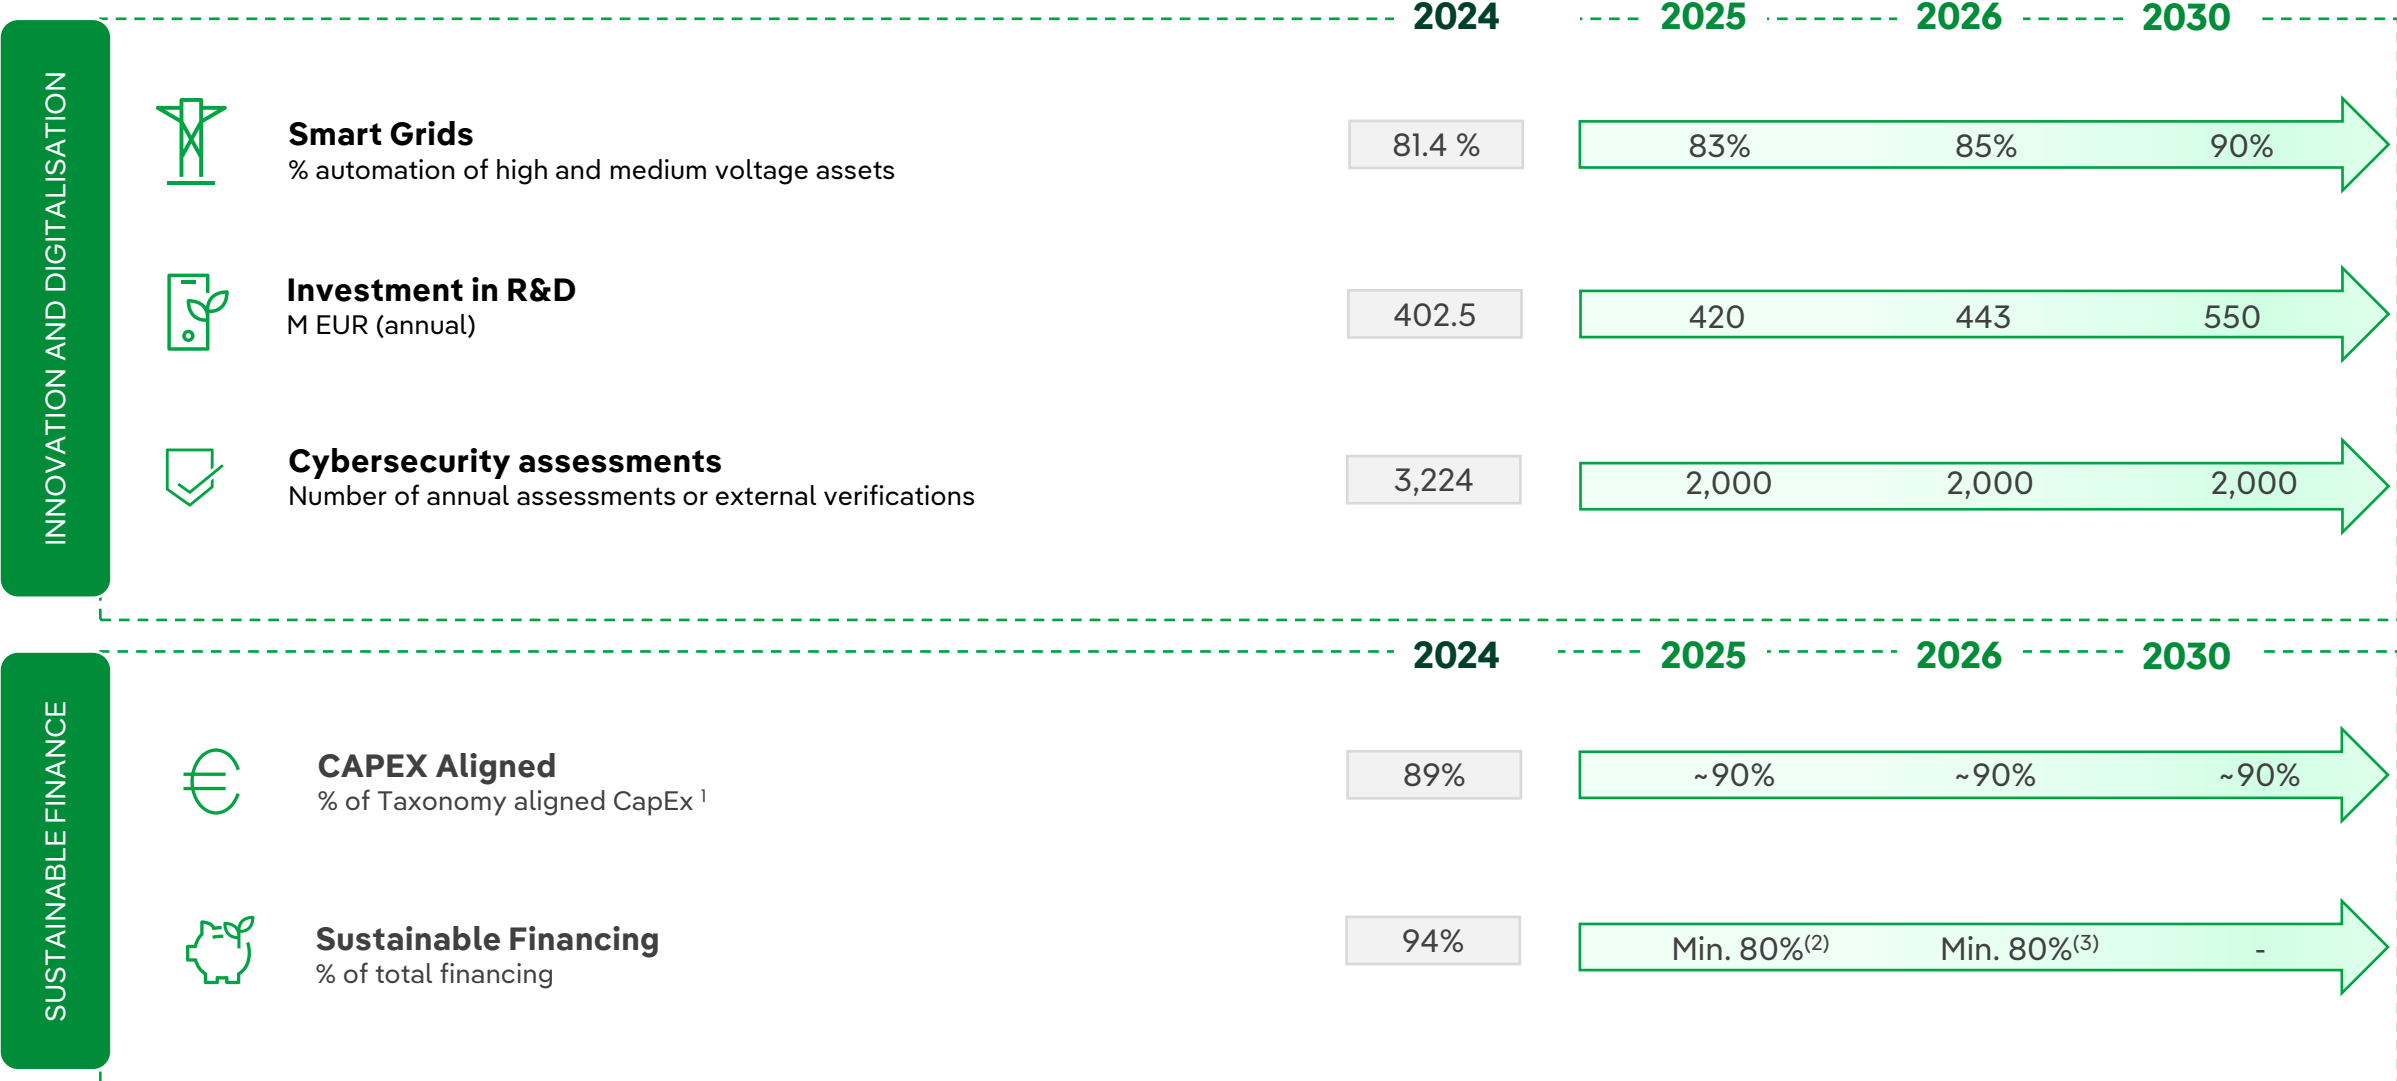 2024 2025 2026 2030
INNOVATION AND DIGITALISATION
Smart Grids
% automation of high and medium voltage assets
81.4 % 83% 85% 90%
Investment in R&D
M EUR (annual)
402.5 420 443 550
Cybersecurity assessments
Number of annual assessments or external verifications
3,224 2,000 2,000 2,000
2024 2025 2026 2030
SUSTAINABLE FINANCE
CAPEX Aligned
% of Taxonomy aligned CapEx ¹
89% ~90% ~90% ~90%
Sustainable Financing
% of total financing
94% Min. 80%⁽²⁾ Min. 80%⁽³⁾ -